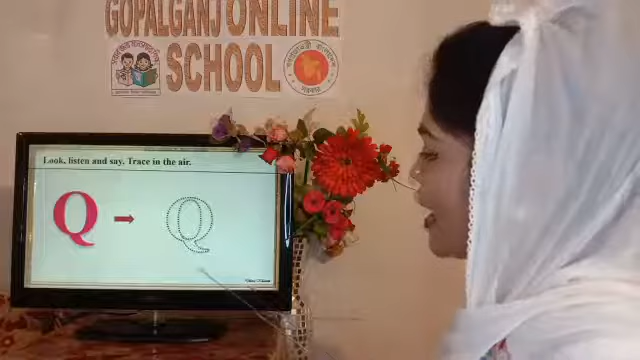 GOPALGANJ ONLINE
SCHOOL
Look, listen and say. Trace in the air.
Q Q